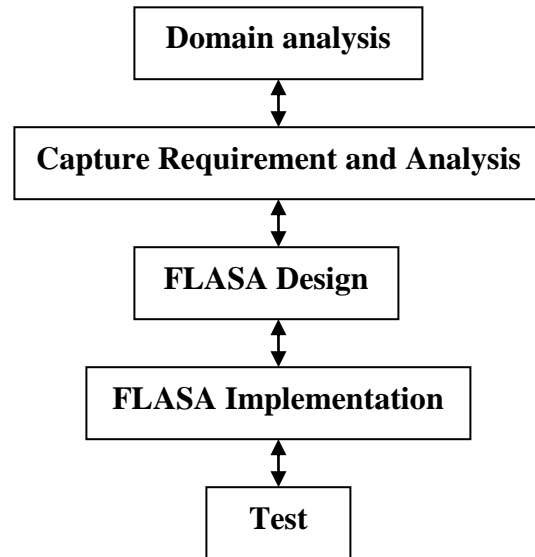 Domain analysis
Capture Requirement and Analysis
FLASA Design
FLASA Implementation
Test